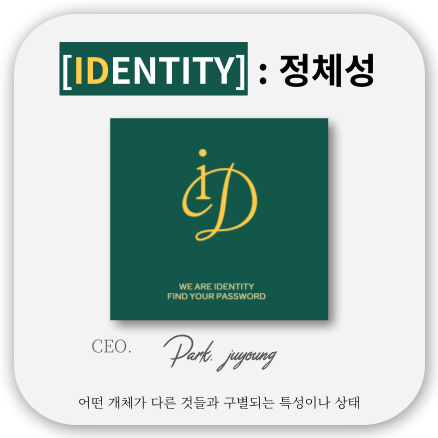 [IDENTITY] : 정체성
iD
WE ARE IDENTITY
FIND YOUR PASSWORD
CEO. Park. juyoung
어떤 개체가 다른 것들과 구별되는 특성이나 상태